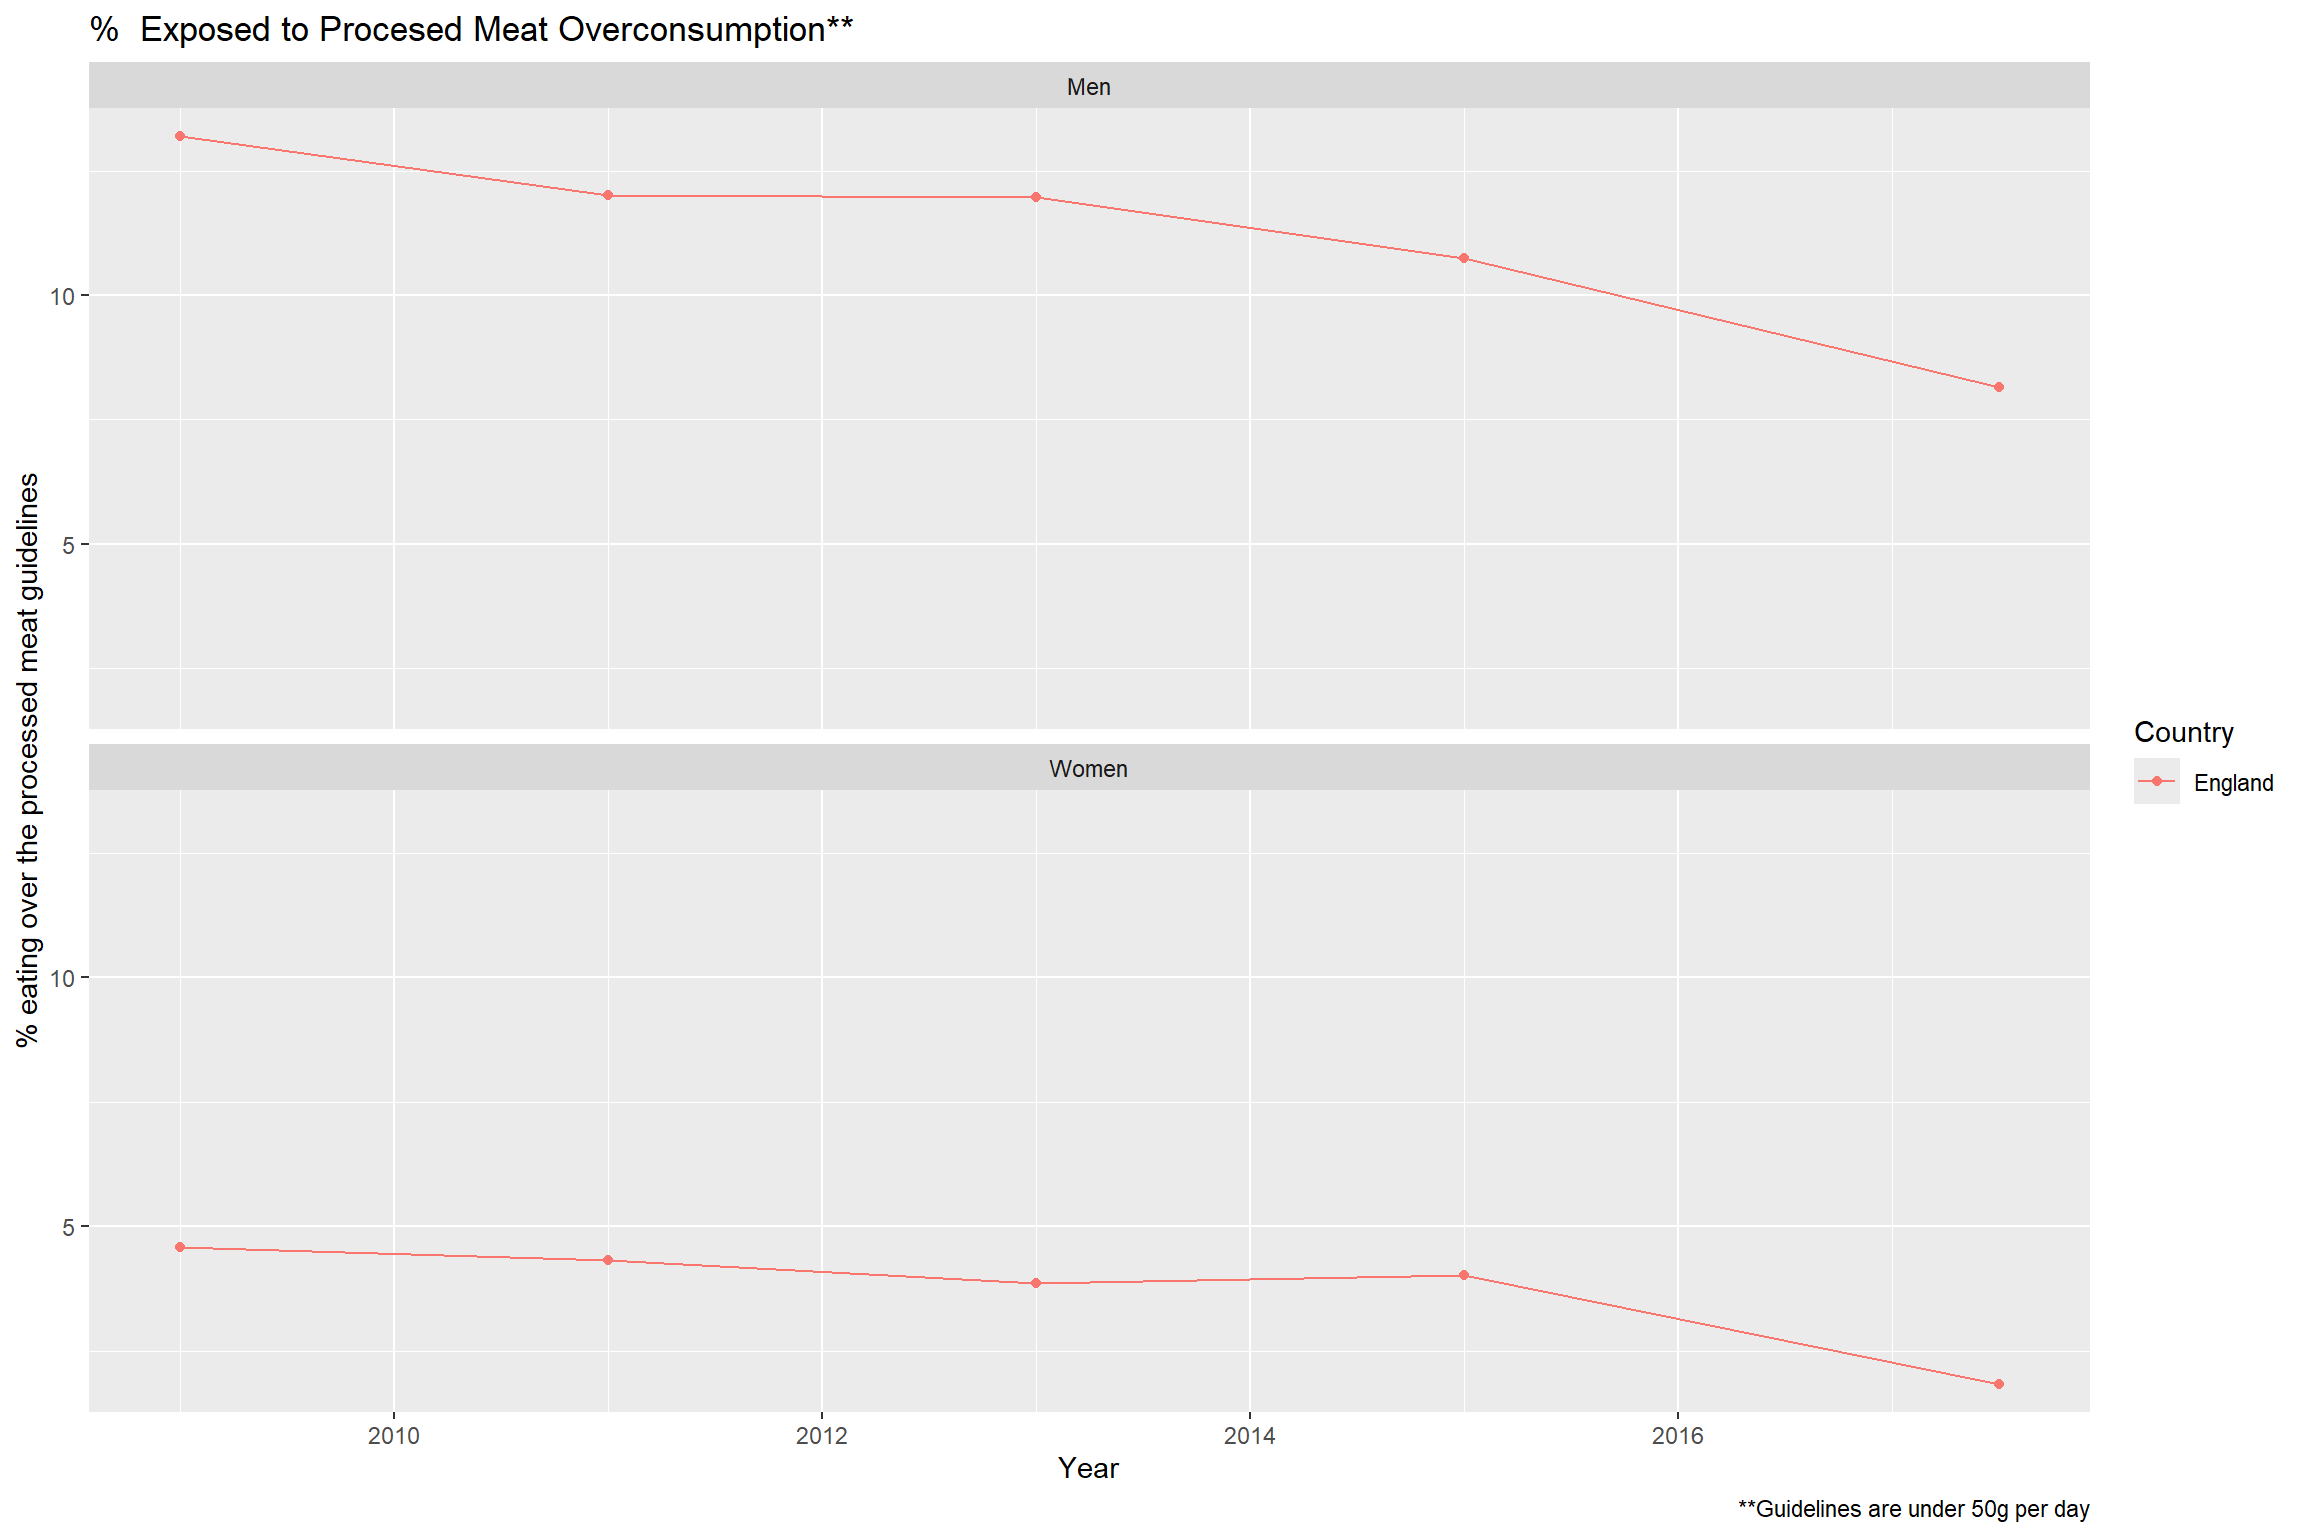 %  Exposed to Procesed Meat Overconsumption**
Men
10
5
% eating over the processed meat guidelines
Women
10
5
2010
2012
2014
2016
Year
Country
England
**Guidelines are under 50g per day